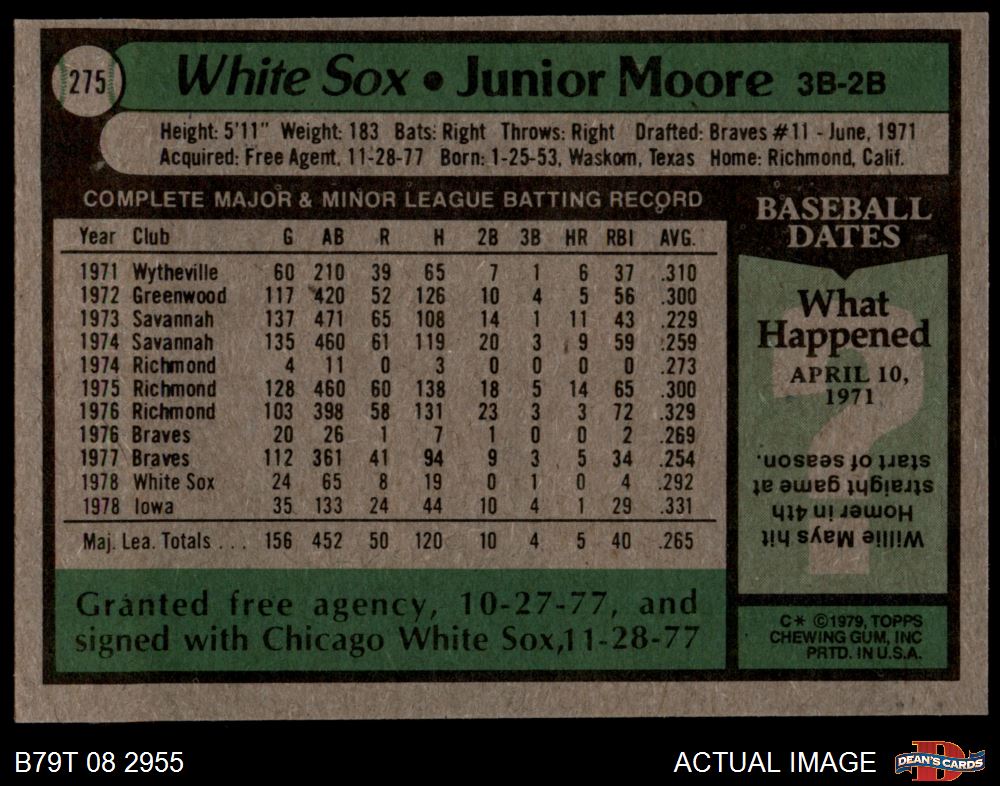 275
White Sox • Junior Moore 3B-2B
Height: 5'11" Weight: 183 Bats: Right Throws: Right Drafted: Braves #11 - June, 1971
Acquired: Free Agent, 11-28-77 Born: 1-25-53, Waskom, Texas Home: Richmond, Calif.
COMPLETE MAJOR & MINOR LEAGUE BATTING RECORD
Year Club G AB R H 2B 3B HR RBI AVG.
1971 Wytheville 60 210 39 65 7 1 6 37 .310
1972 Greenwood 117 420 52 126 10 4 5 56 .300
1973 Savannah 137 471 65 108 14 1 11 43 .229
1974 Savannah 135 460 61 119 20 3 9 59 .259
1974 Richmond 4 11 0 3 0 0 0 0 .273
1975 Richmond 128 460 60 138 18 5 14 65 .300
1976 Richmond 103 398 58 131 23 3 3 72 .329
1976 Braves 20 26 1 7 1 0 0 2 .269
1977 Braves 112 361 41 94 9 3 5 34 .254
1978 White Sox 24 65 8 19 0 1 0 4 .292
1978 Iowa 35 133 24 44 10 4 1 29 .331
Maj. Lea. Totals . . . 156 452 50 120 10 4 5 40 .265
Granted free agency, 10-27-77, and
signed with Chicago White Sox, 11-28-77
BASEBALL
DATES
What
Happened
APRIL 10,
1971
?
Willie Mays hit
Homer in 4th
straight game at
start of season.
C* ©1979, TOPPS
CHEWING GUM, INC
PRTD. IN U.S.A.
B79T 08 2955
ACTUAL IMAGE
D
DEAN'S CARDS